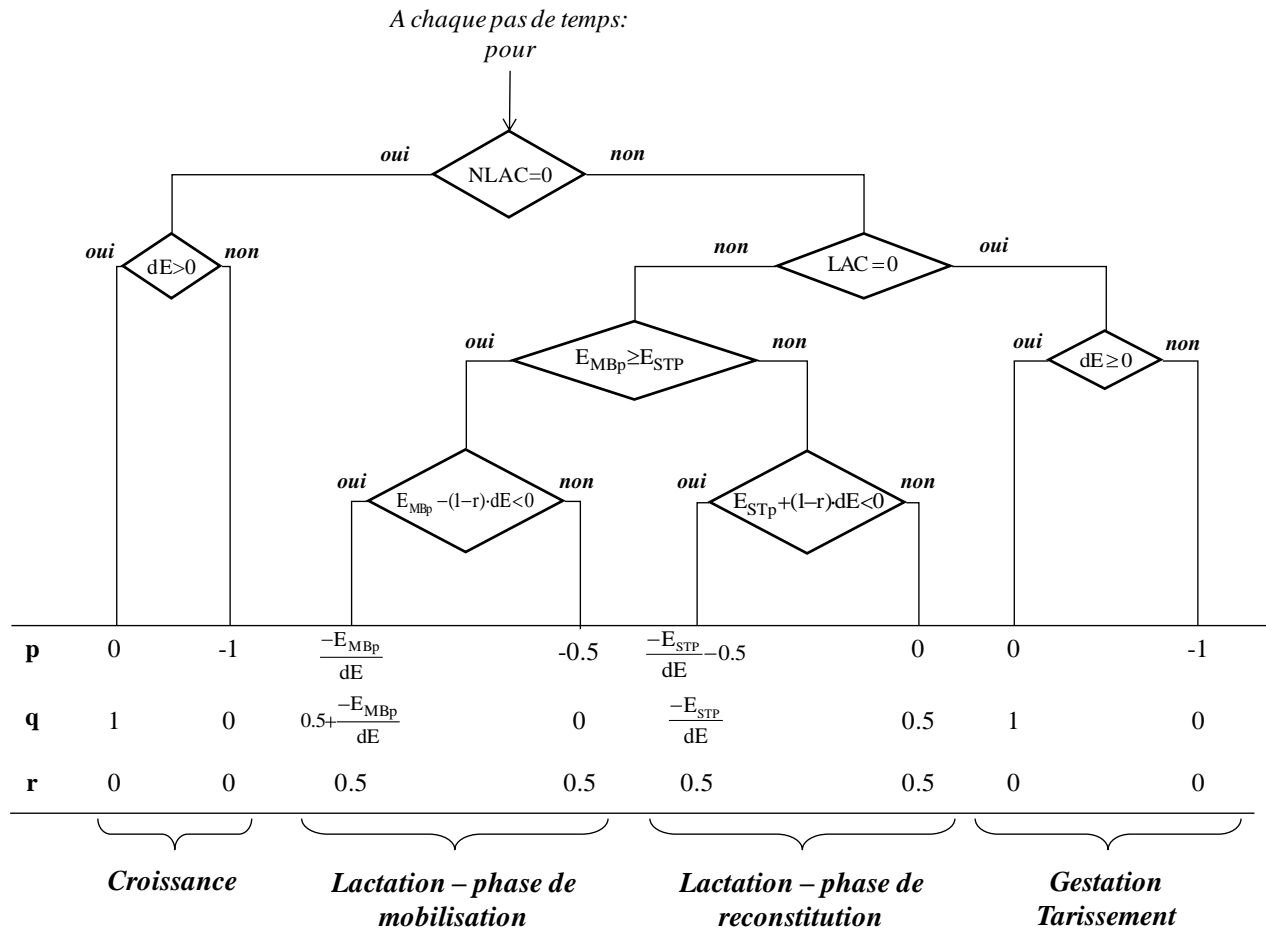 A chaque pas de temps:
pour
oui non
NLAC=0
oui non
dE>0
non oui
LAC=0
oui non
E_MBp≥E_STP
oui non
dE≥0
oui non
E_MBp−(1−r)·dE<0
oui non
E_STp+(1−r)·dE<0
p 0 -1 −E_MBp/dE -0.5 −E_STP/dE−0.5 0 0 -1
q 1 0 0.5+−E_MBp/dE 0 −E_STP/dE 0.5 1 0
r 0 0 0.5 0.5 0.5 0.5 0 0
Croissance
Lactation – phase de
mobilisation
Lactation – phase de
reconstitution
Gestation
Tarissement